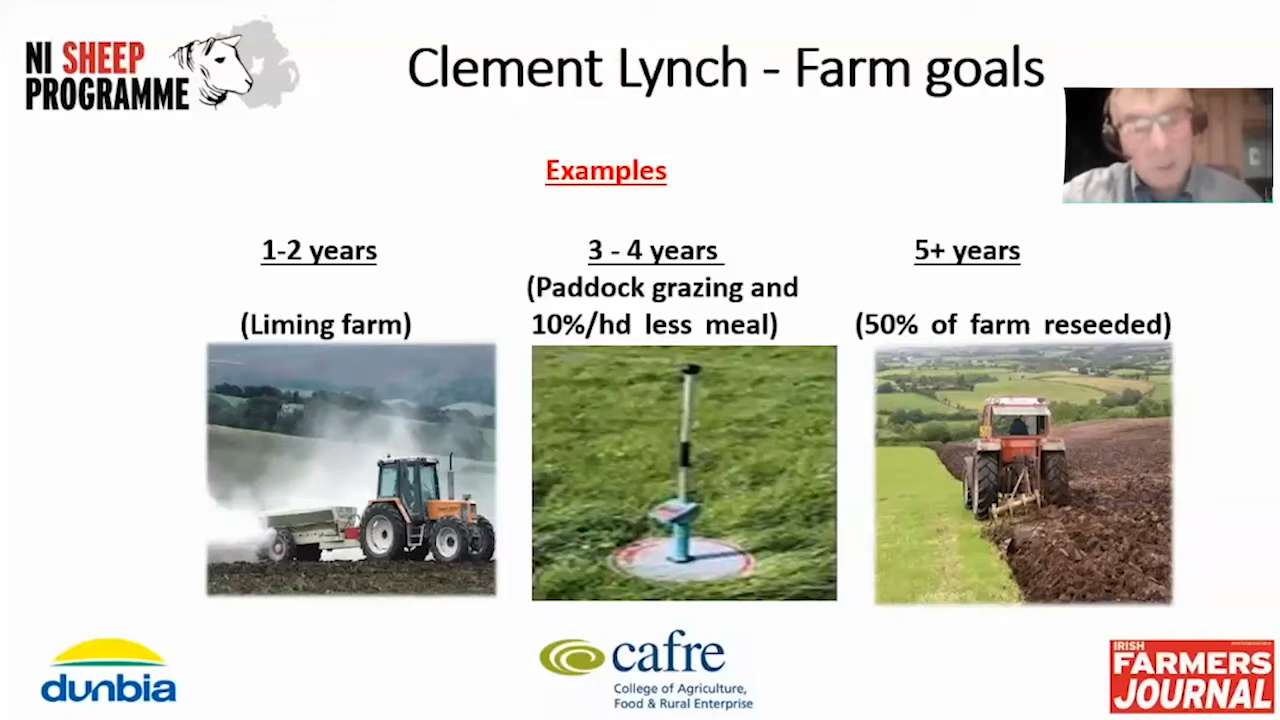 NI SHEEP
PROGRAMME
Clement Lynch - Farm goals
Examples
1-2 years
(Liming farm)
3 - 4 years
(Paddock grazing and
10%/hd less meal)
5+ years
(50% of farm reseeded)
dunbia
cafre
College of Agriculture,
Food & Rural Enterprise
IRISH
FARMERS
JOURNAL